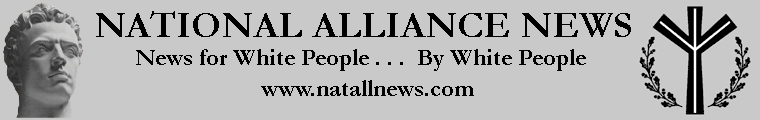 NATIONAL ALLIANCE NEWS
News for White People . . .  By White People
www.natallnews.com